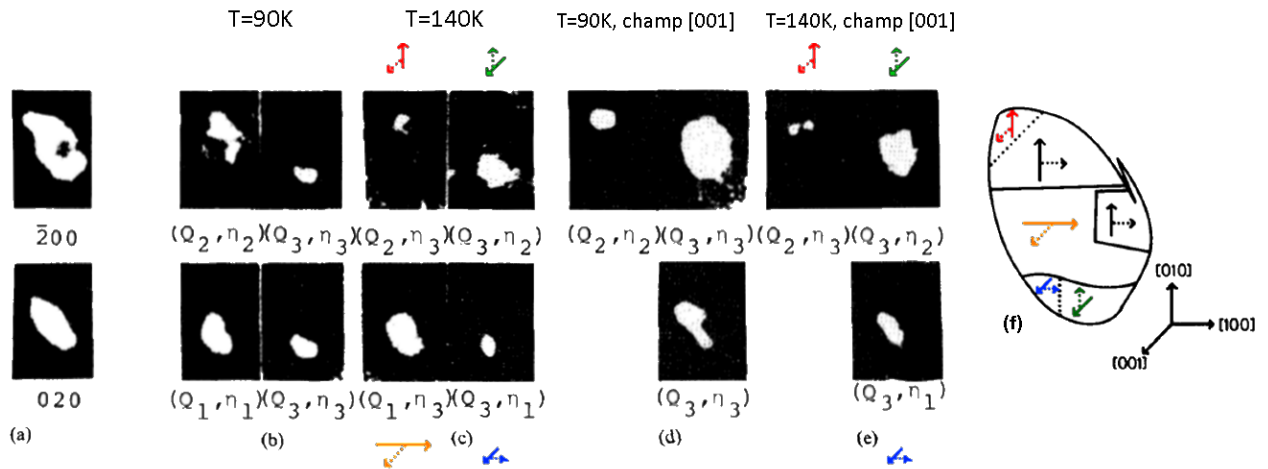 T=90K T=140K T=90K, champ [001] T=140K, champ [001]
2̅00 (Q₂,η₂)(Q₃,η₃)(Q₂,η₃)(Q₃,η₂) (Q₂,η₂)(Q₃,η₃) (Q₂,η₃)(Q₃,η₂)
[010]
[100]
[001]
(f)
020 (Q₁,η₁)(Q₃,η₃)(Q₁,η₃)(Q₃,η₁) (Q₃,η₃) (Q₃,η₁)
(a) (b) (c) (d) (e)